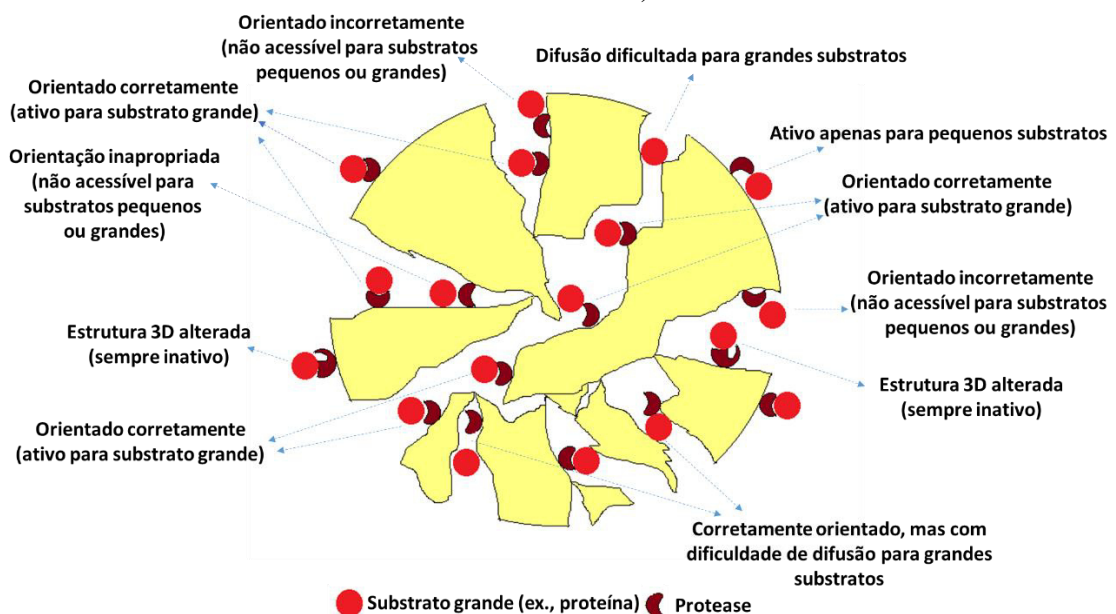 Orientado incorretamente
(não acessível para substratos
pequenos ou grandes)
Difusão dificultada para grandes substratos
Orientado corretamente
(ativo para substrato grande)
Ativo apenas para pequenos substratos
Orientação inapropriada
(não acessível para
substratos pequenos
ou grandes)
Orientado corretamente
(ativo para substrato grande)
Orientado incorretamente
(não acessível para substratos
pequenos ou grandes)
Estrutura 3D alterada
(sempre inativo)
Estrutura 3D alterada
(sempre inativo)
Orientado corretamente
(ativo para substrato grande)
Corretamente orientado, mas com
dificuldade de difusão para grandes
substratos
Substrato grande (ex., proteína) Protease